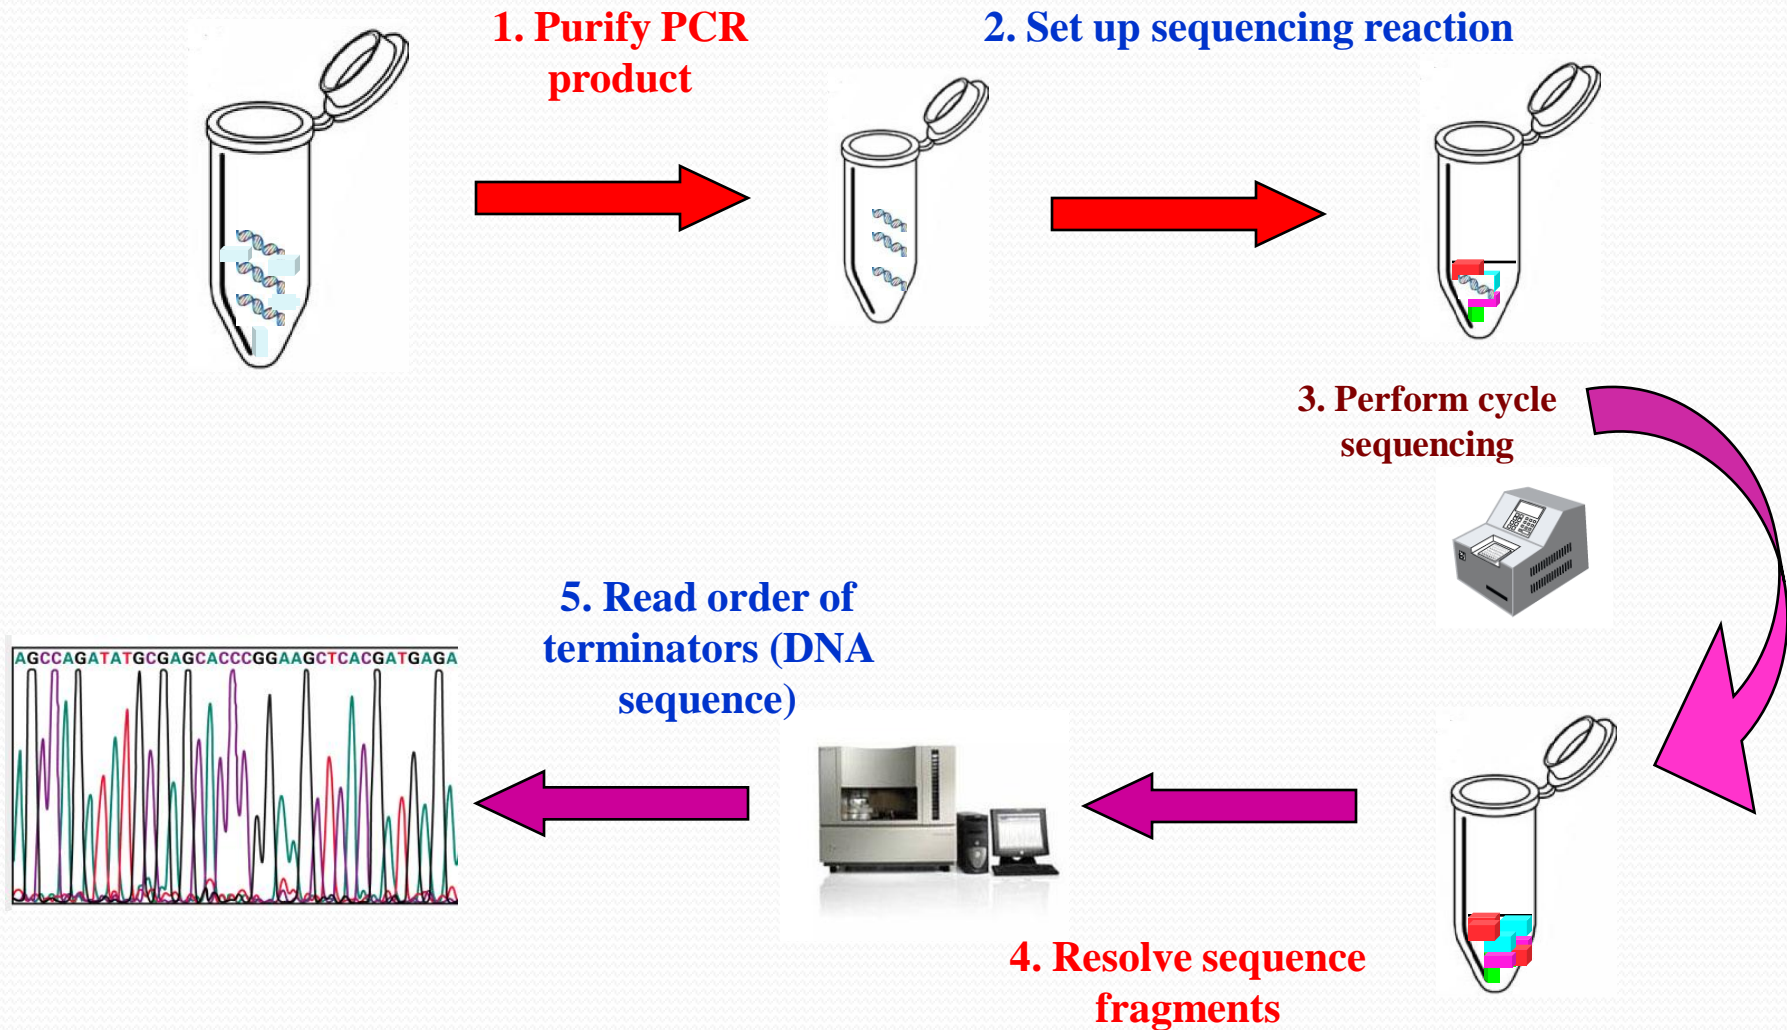 1. Purify PCR
product
2. Set up sequencing reaction
3. Perform cycle
sequencing
4. Resolve sequence
fragments
5. Read order of
terminators (DNA
sequence)
AGCCAGATATGCGAGCACCCGGAAGCTCACGATGAGA